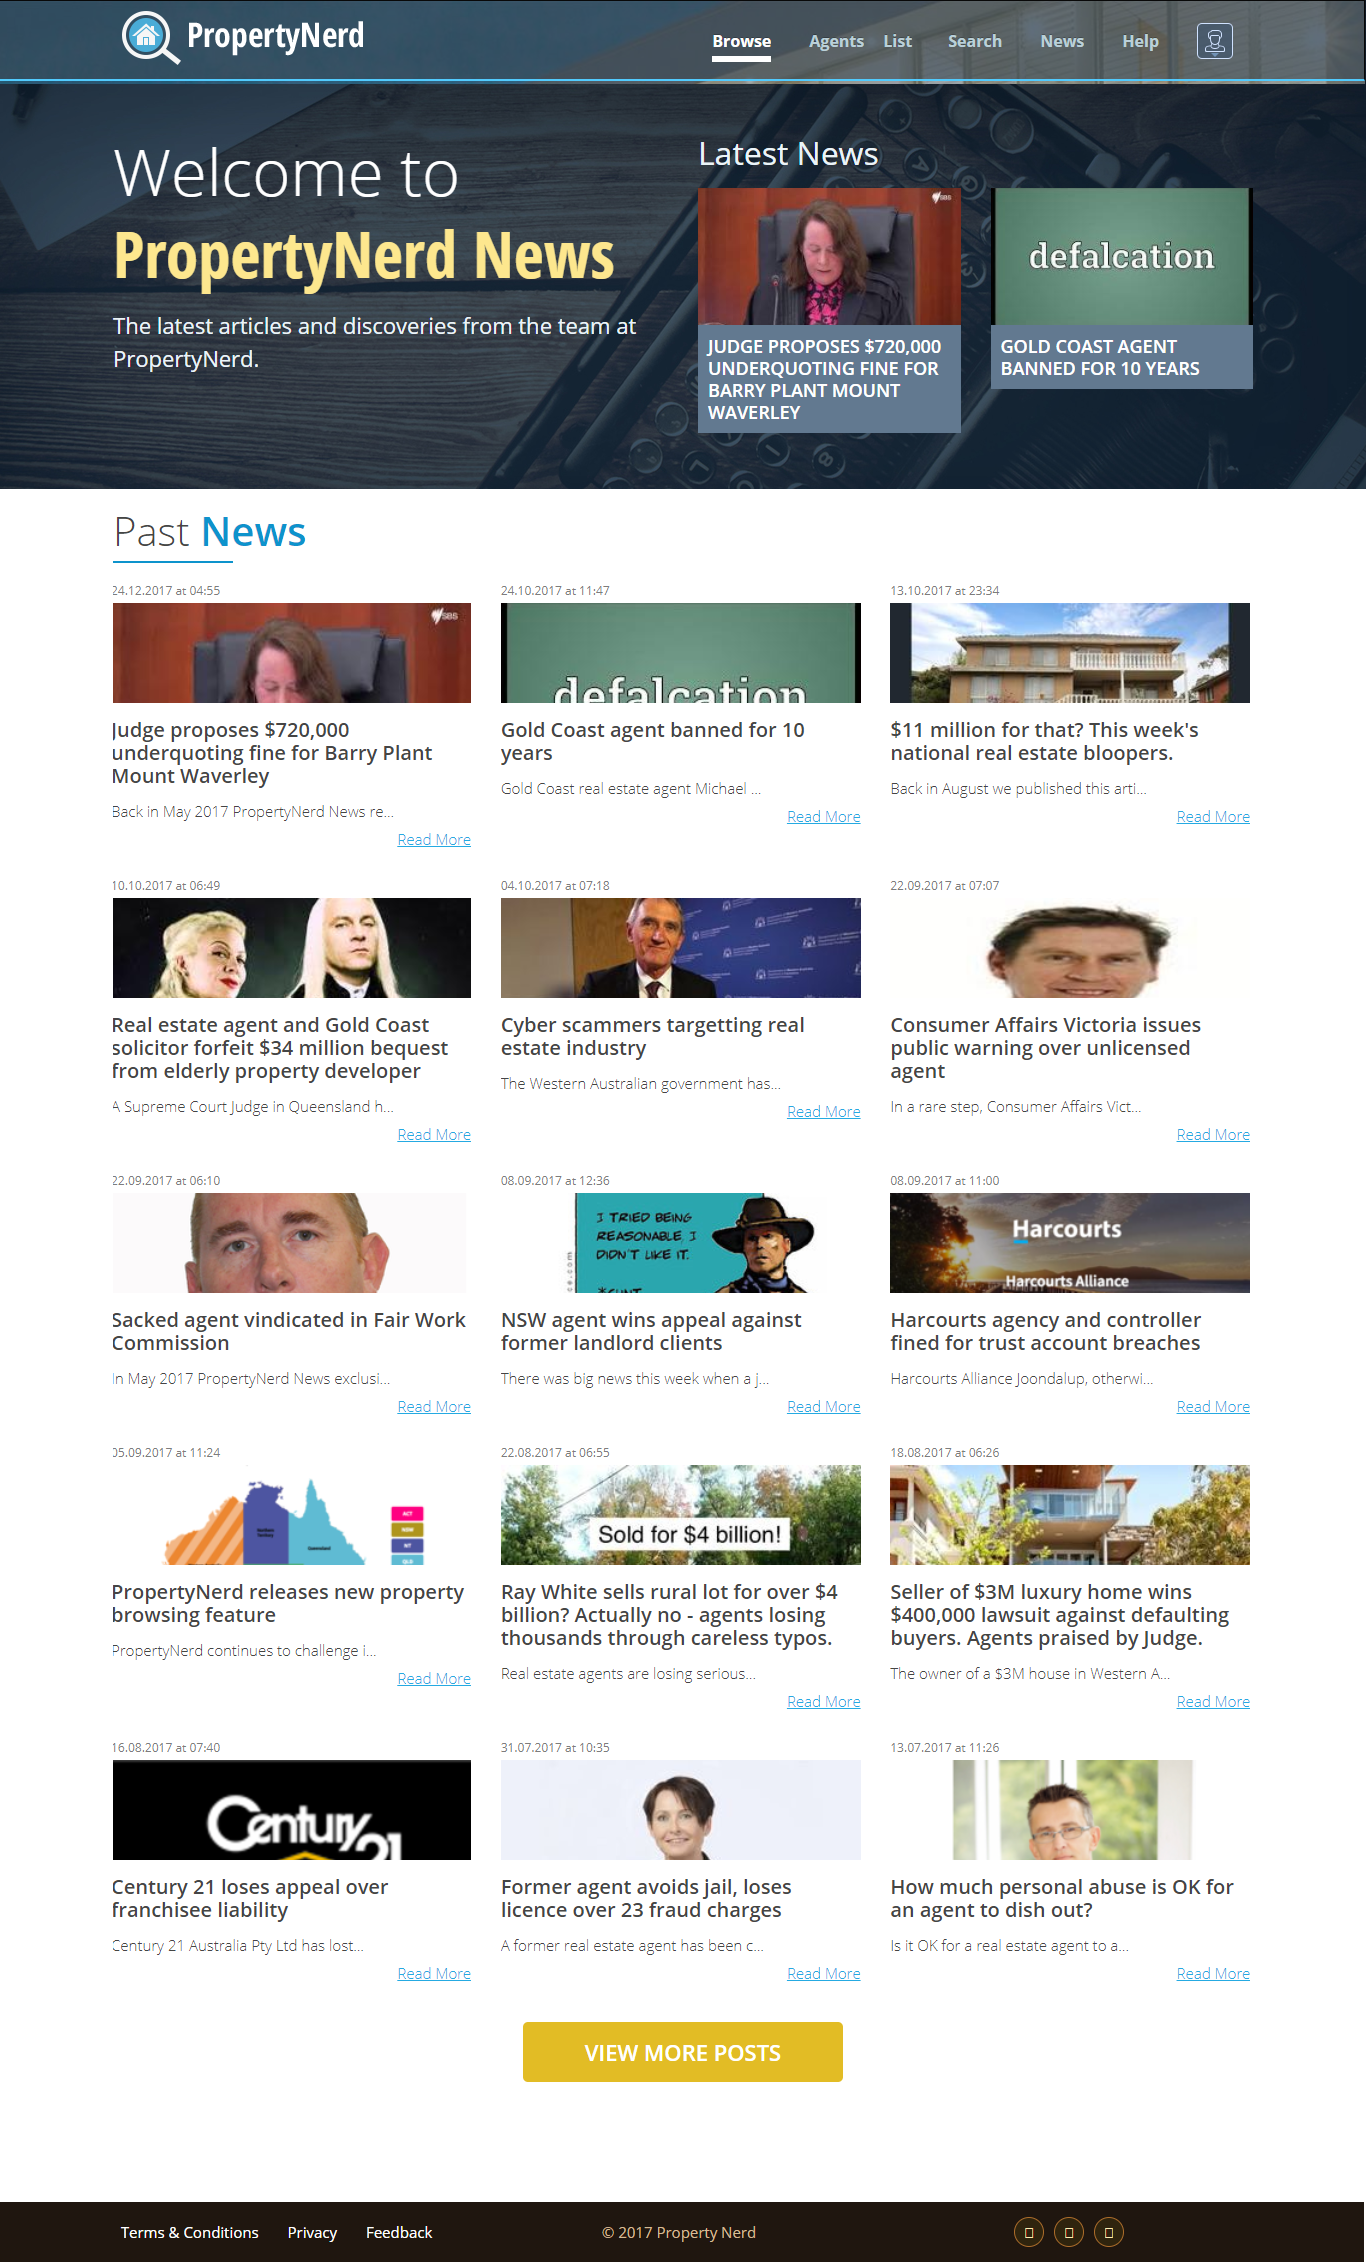 PropertyNerd
Browse
Agents
List
Search
News
Help
Welcome to
PropertyNerd News
The latest articles and discoveries from the team at
PropertyNerd.
Latest News
SBS
JUDGE PROPOSES $720,000
UNDERQUOTING FINE FOR
BARRY PLANT MOUNT
WAVERLEY
defalcation
GOLD COAST AGENT
BANNED FOR 10 YEARS
Past News
24.12.2017 at 04:55
SBS
Judge proposes $720,000
underquoting fine for Barry Plant
Mount Waverley
Back in May 2017 PropertyNerd News re...
Read More
24.10.2017 at 11:47
defalcation
Gold Coast agent banned for 10
years
Gold Coast real estate agent Michael ...
Read More
13.10.2017 at 23:34
$11 million for that? This week's
national real estate bloopers.
Back in August we published this arti...
Read More
10.10.2017 at 06:49
Real estate agent and Gold Coast
solicitor forfeit $34 million bequest
from elderly property developer
A Supreme Court Judge in Queensland h...
Read More
04.10.2017 at 07:18
Cyber scammers targetting real
estate industry
The Western Australian government has...
Read More
22.09.2017 at 07:07
Consumer Affairs Victoria issues
public warning over unlicensed
agent
In a rare step, Consumer Affairs Vict...
Read More
22.09.2017 at 06:10
Sacked agent vindicated in Fair Work
Commission
In May 2017 PropertyNerd News exclusi...
Read More
08.09.2017 at 12:36
I TRIED BEING
REASONABLE, I
DIDN'T LIKE IT.
NSW agent wins appeal against
former landlord clients
There was big news this week when a j...
Read More
08.09.2017 at 11:00
Harcourts
Harcourts Alliance
Harcourts agency and controller
fined for trust account breaches
Harcourts Alliance Joondalup, otherwi...
Read More
05.09.2017 at 11:24
Northern
Territory
Queensland
ACT
NSW
NT
QLD
PropertyNerd releases new property
browsing feature
PropertyNerd continues to challenge i...
Read More
22.08.2017 at 06:55
Sold for $4 billion!
Ray White sells rural lot for over $4
billion? Actually no - agents losing
thousands through careless typos.
Real estate agents are losing serious...
Read More
18.08.2017 at 06:26
Seller of $3M luxury home wins
$400,000 lawsuit against defaulting
buyers. Agents praised by Judge.
The owner of a $3M house in Western A...
Read More
16.08.2017 at 07:40
Century 21
Century 21 loses appeal over
franchisee liability
Century 21 Australia Pty Ltd has lost...
Read More
31.07.2017 at 10:35
Former agent avoids jail, loses
licence over 23 fraud charges
A former real estate agent has been c...
Read More
13.07.2017 at 11:26
How much personal abuse is OK for
an agent to dish out?
Is it OK for a real estate agent to a...
Read More
VIEW MORE POSTS
Terms & Conditions
Privacy
Feedback
© 2017 Property Nerd